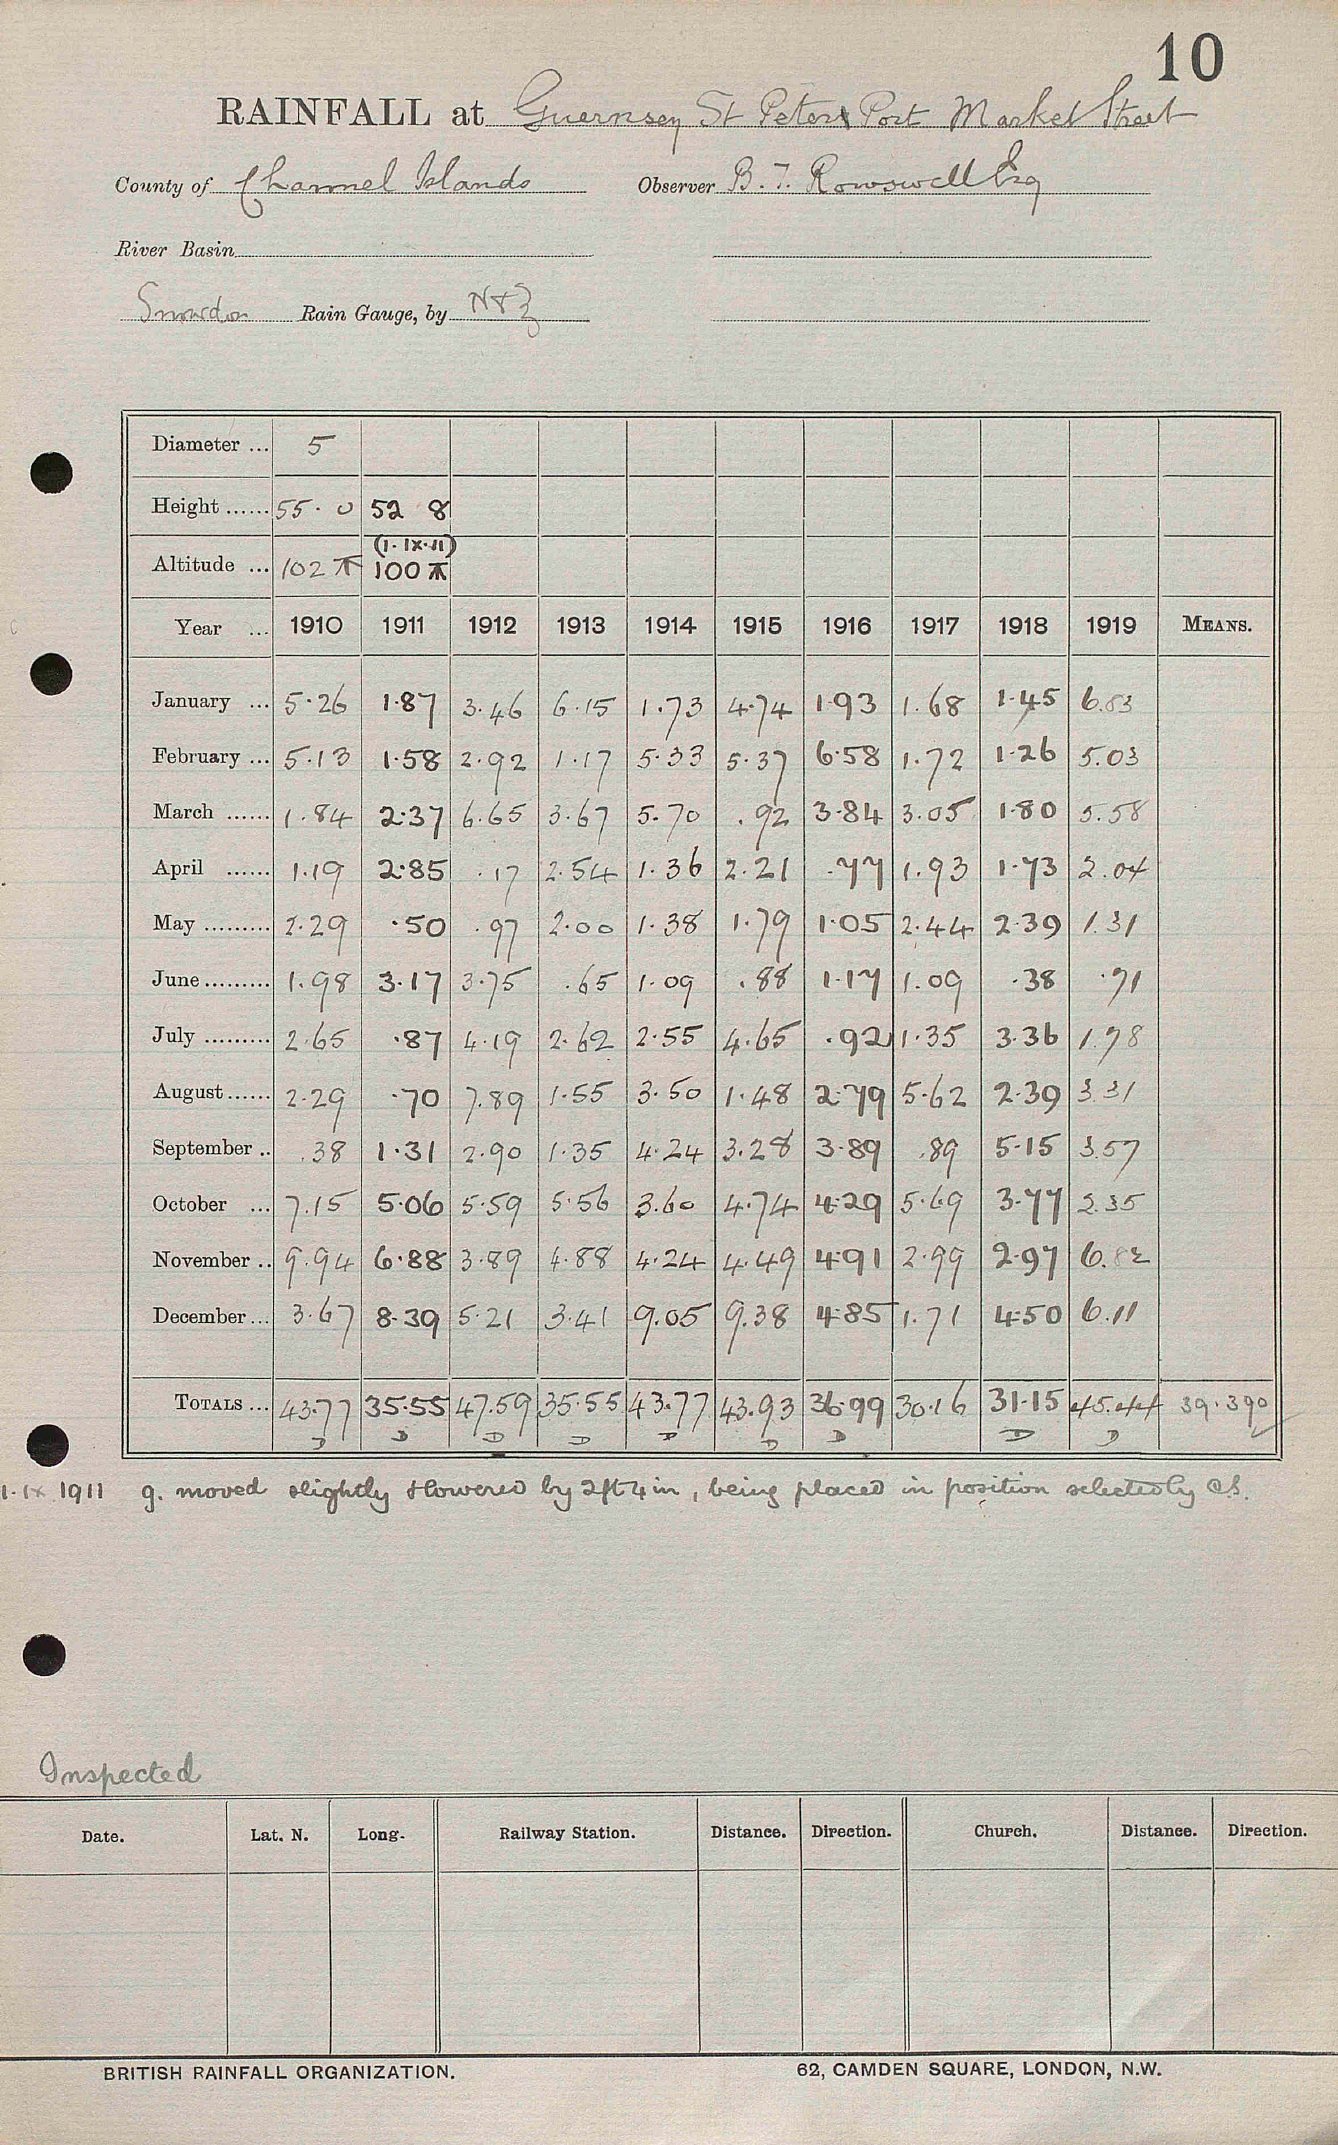 10
RAINFALL at Guernsey St Peter Port Market Street
County of Channel Islands Observer B. T. Rowswell Esq
River Basin
Snowdon Rain Gauge, by N&Z
Diameter ... 5
Height ...... 55. 0 52 8
(1.IX.11)
Altitude ... 102 100
Year ... 1910 1911 1912 1913 1914 1915 1916 1917 1918 1919 MEANS.
January ... 5.26 1.87 3.46 6.15 1.73 4.74 1.93 1.68 1.45 6.83
February ... 5.13 1.58 2.92 1.17 5.33 5.37 6.58 1.72 1.26 5.03
March ...... 1.84 2.37 6.65 3.67 5.70 .92 3.84 3.05 1.80 5.58
April ...... 1.19 2.85 .17 2.54 1.36 2.21 .77 1.93 1.73 2.04
May ......... 2.29 .50 .97 2.00 1.38 1.79 1.05 2.44 2.39 1.31
June ......... 1.98 3.17 3.75 .65 1.09 .88 1.17 1.09 .38 .71
July ......... 2.65 .87 4.19 2.62 2.55 4.65 .92 1.35 3.36 1.78
August ...... 2.29 .70 7.89 1.55 3.50 1.48 2.79 5.62 2.39 3.31
September .. .38 1.31 2.90 1.35 4.24 3.28 3.89 .89 5.15 3.57
October ... 7.15 5.06 5.59 5.56 3.60 4.74 4.29 5.69 3.77 2.35
November .. 9.94 6.88 3.89 4.88 4.24 4.49 4.91 2.99 2.97 6.82
December ... 3.67 8.39 5.21 3.41 9.05 9.38 4.85 1.71 4.50 6.11
TOTALS ... 43.77 35.55 47.59 35.55 43.77 43.93 36.99 30.16 31.15 45.44 39.390
D D D D D D D D D
1.IX 1911 g. moved slightly & lowered by 2ft 4 in, being placed in position selected by C.S.
Inspected
Date. Lat. N. Long. Railway Station. Distance. Direction. Church. Distance. Direction.
BRITISH RAINFALL ORGANIZATION. 62, CAMDEN SQUARE, LONDON, N.W.